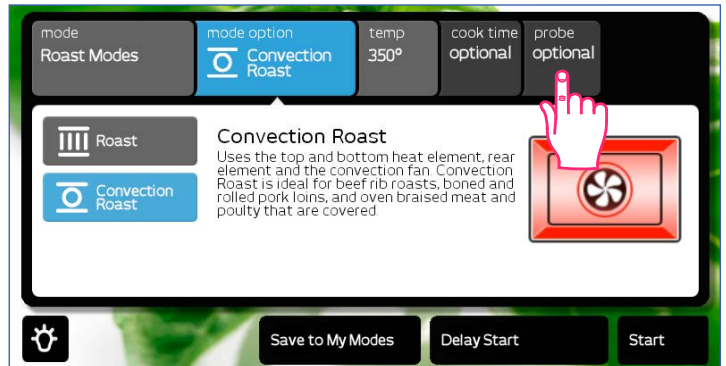 mode
Roast Modes
mode option
Convection
Roast
temp
350°
cook time
optional
probe
optional
Roast
Convection
Roast
Convection Roast
Uses the top and bottom heat element, rear
element and the convection fan. Convection
Roast is ideal for beef rib roasts, boned and
rolled pork loins, and oven braised meat and
poulty that are covered.
Save to My Modes
Delay Start
Start